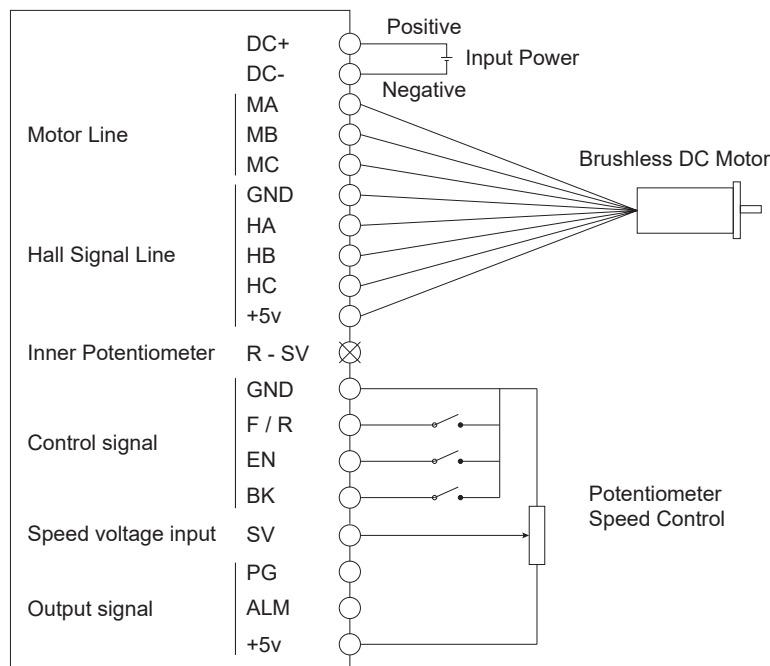 DC+
Positive
Input Power
DC-
Negative
Motor Line
MA
MB
MC
Brushless DC Motor
Hall Signal Line
GND
HA
HB
HC
+5v
Inner Potentiometer
R - SV
Control signal
GND
F / R
EN
BK
Potentiometer
Speed Control
Speed voltage input
SV
Output signal
PG
ALM
+5v